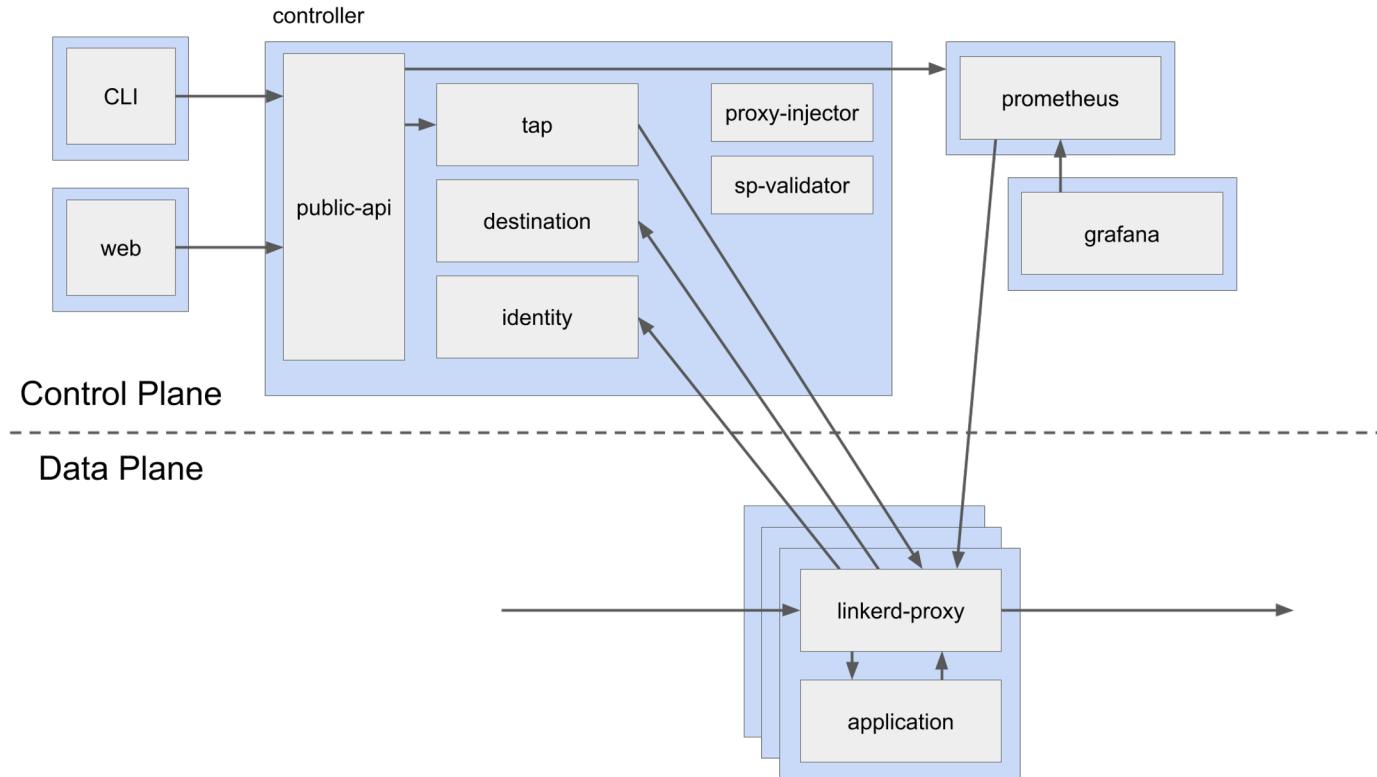 controller
CLI
web
public-api
tap
destination
identity
proxy-injector
sp-validator
prometheus
grafana
Control Plane
Data Plane
linkerd-proxy
application